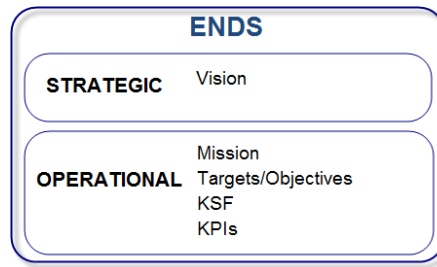 ENDS
STRATEGIC
Vision
OPERATIONAL
Mission
Targets/Objectives
KSF
KPIs